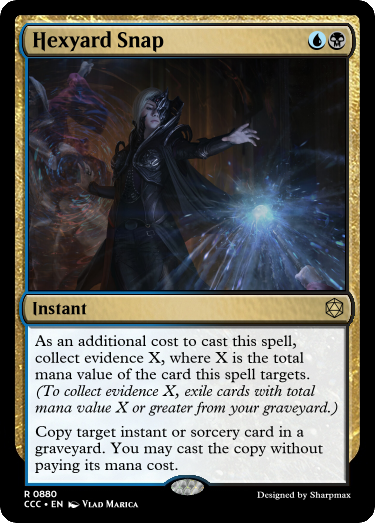 Hexyard Snap
Instant
As an additional cost to cast this spell,
collect evidence X, where X is the total
mana value of the card this spell targets.
(To collect evidence X, exile cards with total
mana value X or greater from your graveyard.)
Copy target instant or sorcery card in a
graveyard. You may cast the copy without
paying its mana cost.
R 0880
CCC • EN Vlad Marica
Designed by Sharpmax